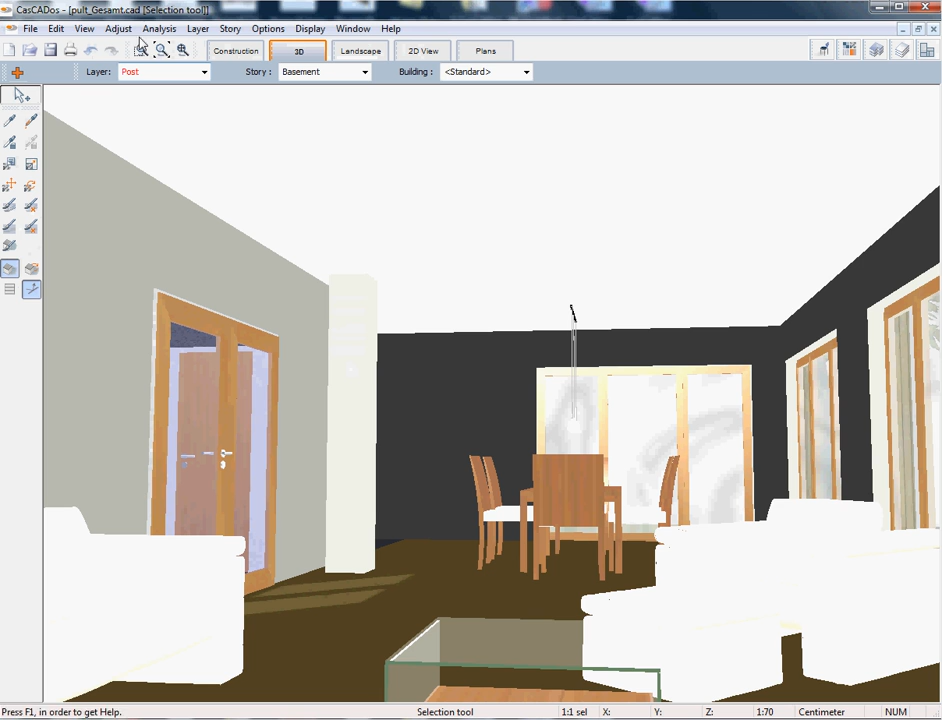 CasCADos - [pult_Gesamt.cad [Selection tool]]
File Edit View Adjust Analysis Layer Story Options Display Window Help
Construction 3D Landscape 2D View Plans
Layer: Post Story : Basement Building : <Standard>
Press F1, in order to get Help. Selection tool 1:1 sel X: Y: Z: 1:70 Centimeter NUM